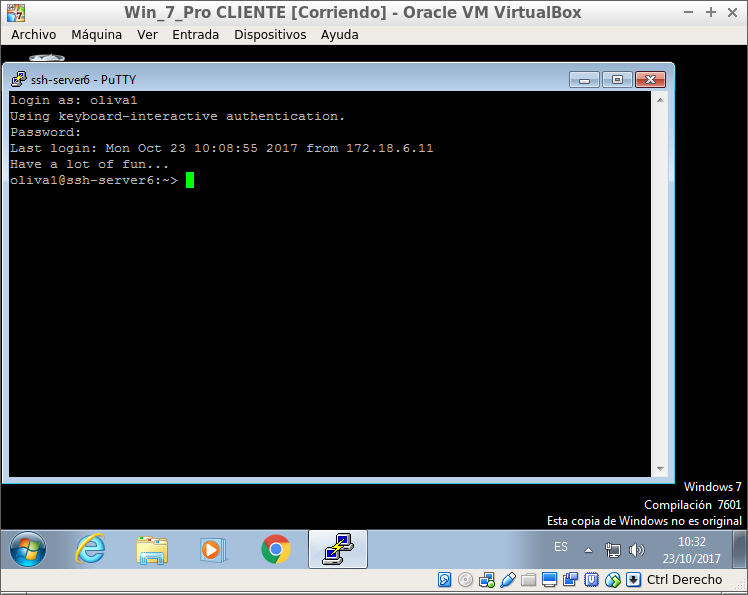 Win_7_Pro CLIENTE [Corriendo] - Oracle VM VirtualBox
Archivo Máquina Ver Entrada Dispositivos Ayuda
ssh-server6 - PuTTY
login as: oliva1
Using keyboard-interactive authentication.
Password:
Last login: Mon Oct 23 10:08:55 2017 from 172.18.6.11
Have a lot of fun...
oliva1@ssh-server6:~>
Windows 7
Compilación 7601
Esta copia de Windows no es original
ES
10:32
23/10/2017
Ctrl Derecho